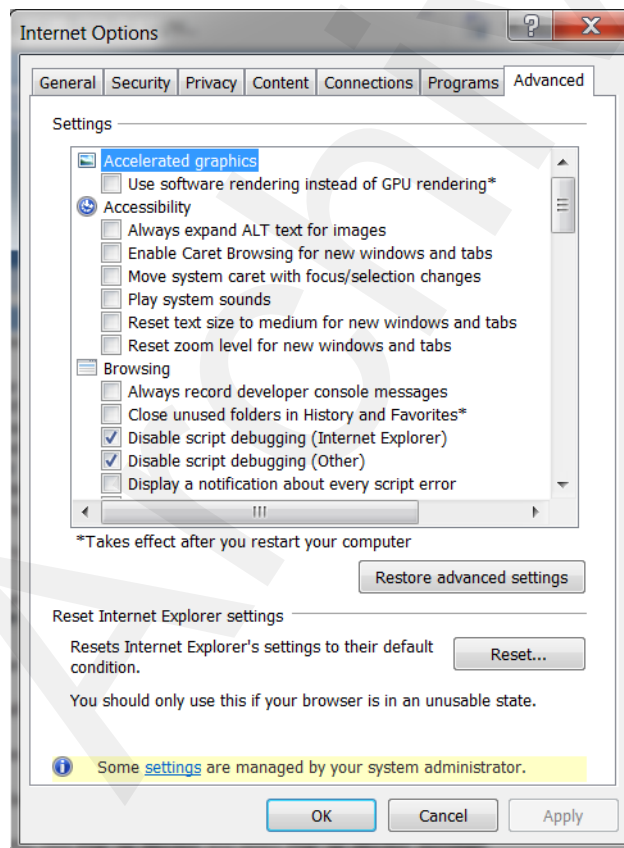 Internet Options
General Security Privacy Content Connections Programs Advanced
Settings
Accelerated graphics
Use software rendering instead of GPU rendering*
Accessibility
Always expand ALT text for images
Enable Caret Browsing for new windows and tabs
Move system caret with focus/selection changes
Play system sounds
Reset text size to medium for new windows and tabs
Reset zoom level for new windows and tabs
Browsing
Always record developer console messages
Close unused folders in History and Favorites*
Disable script debugging (Internet Explorer)
Disable script debugging (Other)
Display a notification about every script error
*Takes effect after you restart your computer
Restore advanced settings
Reset Internet Explorer settings
Resets Internet Explorer's settings to their default
condition.
Reset...
You should only use this if your browser is in an unusable state.
Some settings are managed by your system administrator.
OK Cancel Apply